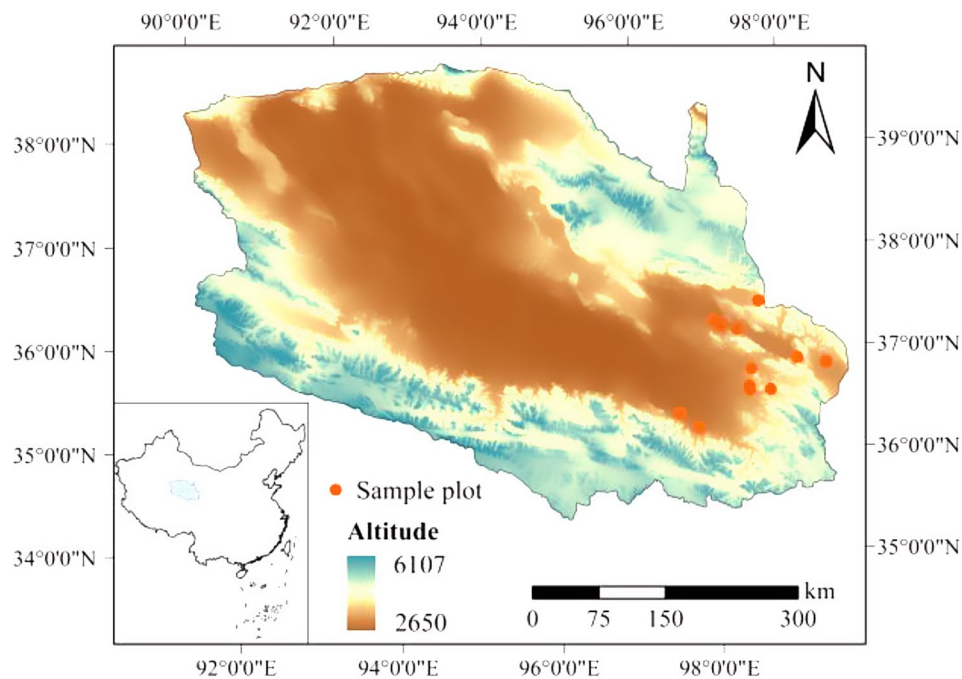 90°0'0"E 92°0'0"E 94°0'0"E 96°0'0"E 98°0'0"E
N
38°0'0"N 39°0'0"N
37°0'0"N 38°0'0"N
36°0'0"N 37°0'0"N
35°0'0"N 36°0'0"N
34°0'0"N 35°0'0"N
Sample plot
Altitude
6107
2650
km
0 75 150 300
92°0'0"E 94°0'0"E 96°0'0"E 98°0'0"E